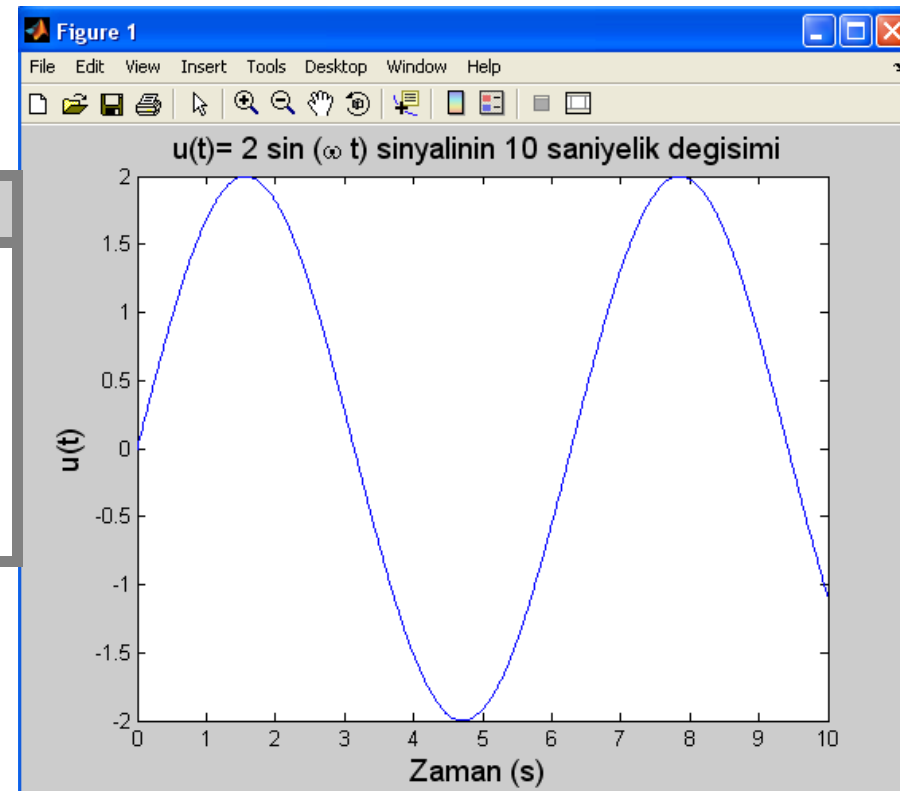 Figure 1
File Edit View Insert Tools Desktop Window Help
u(t)= 2 sin (ω t) sinyalinin 10 saniyelik degisimi
2
1.5
1
0.5
0
-0.5
-1
-1.5
-2
u(t)
0 1 2 3 4 5 6 7 8 9 10
Zaman (s)